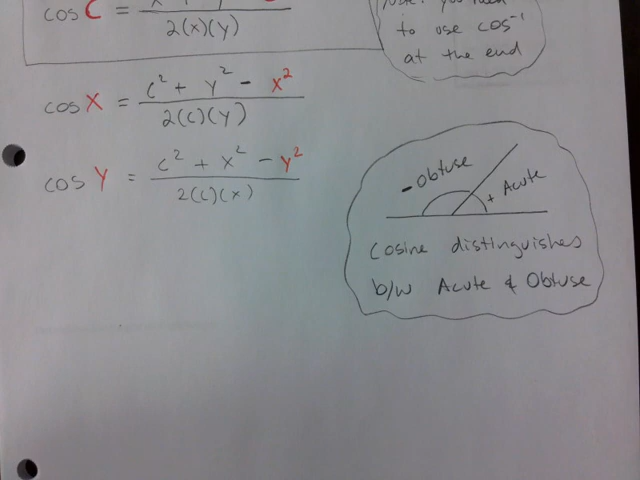 cos C =
2(x)(y)
to use cos⁻¹
at the end
cos X = c² + y² - x² / 2(c)(y)
cos Y = c² + x² - y² / 2(c)(x)
- Obtuse
+ Acute
Cosine distinguishes
b/w Acute & Obtuse